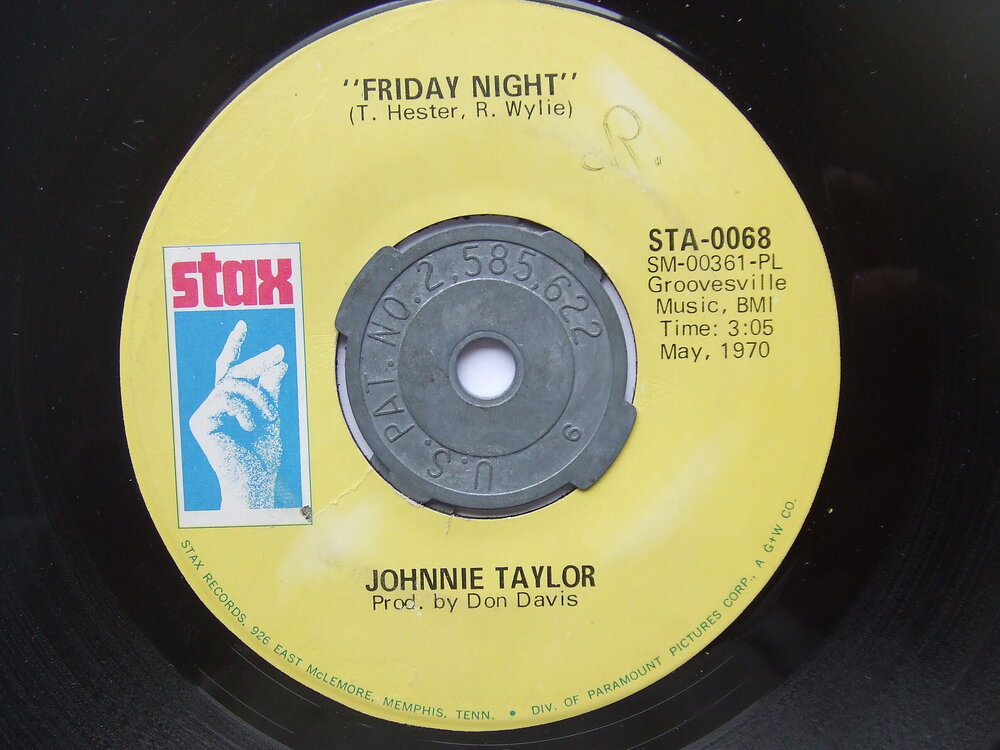 "FRIDAY NIGHT"
(T. Hester, R. Wylie)
R.
stax
STA-0068
SM-00361-PL
Groovesville
Music, BMI
Time: 3:05
May, 1970
U.S. PAT. NO. 2,585,622
9
JOHNNIE TAYLOR
Prod. by Don Davis
STAX RECORDS, 926 EAST McLEMORE, MEMPHIS, TENN. • DIV. OF PARAMOUNT PICTURES CORP., A G+W CO.